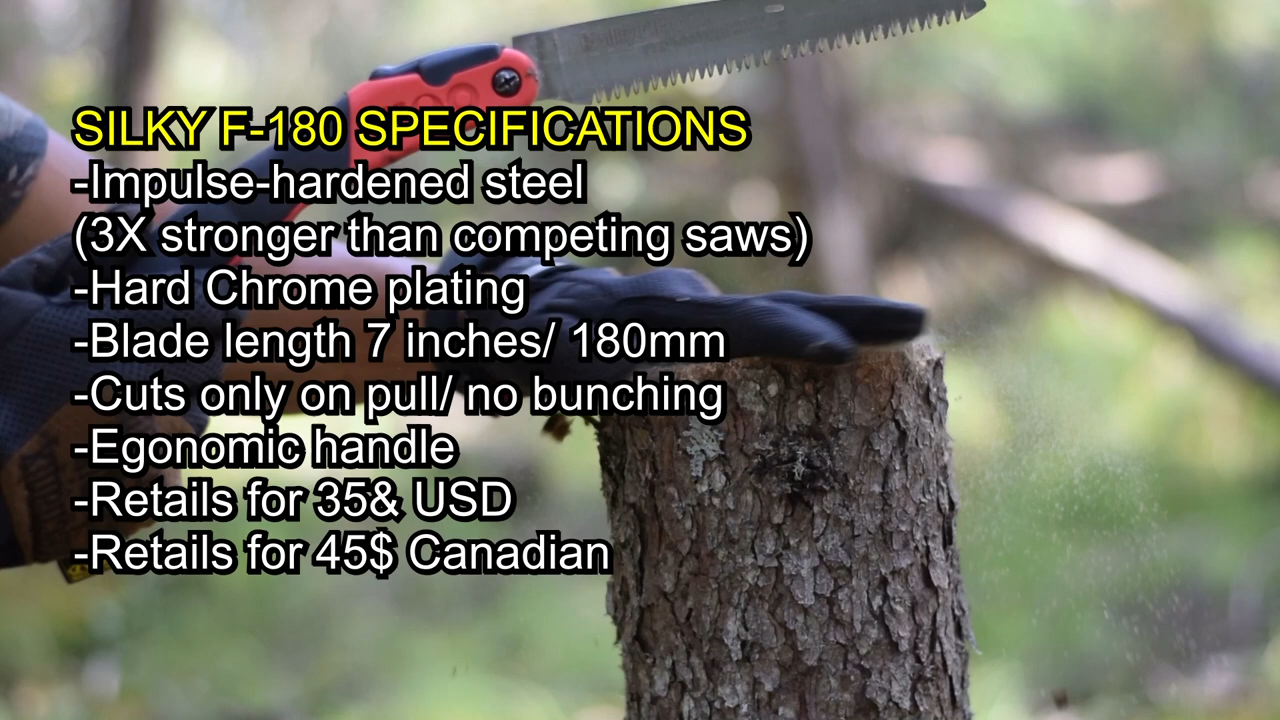 SILKY F-180 SPECIFICATIONS
-Impulse-hardened steel
(3X stronger than competing saws)
-Hard Chrome plating
-Blade length 7 inches/ 180mm
-Cuts only on pull/ no bunching
-Egonomic handle
-Retails for 35& USD
-Retails for 45$ Canadian